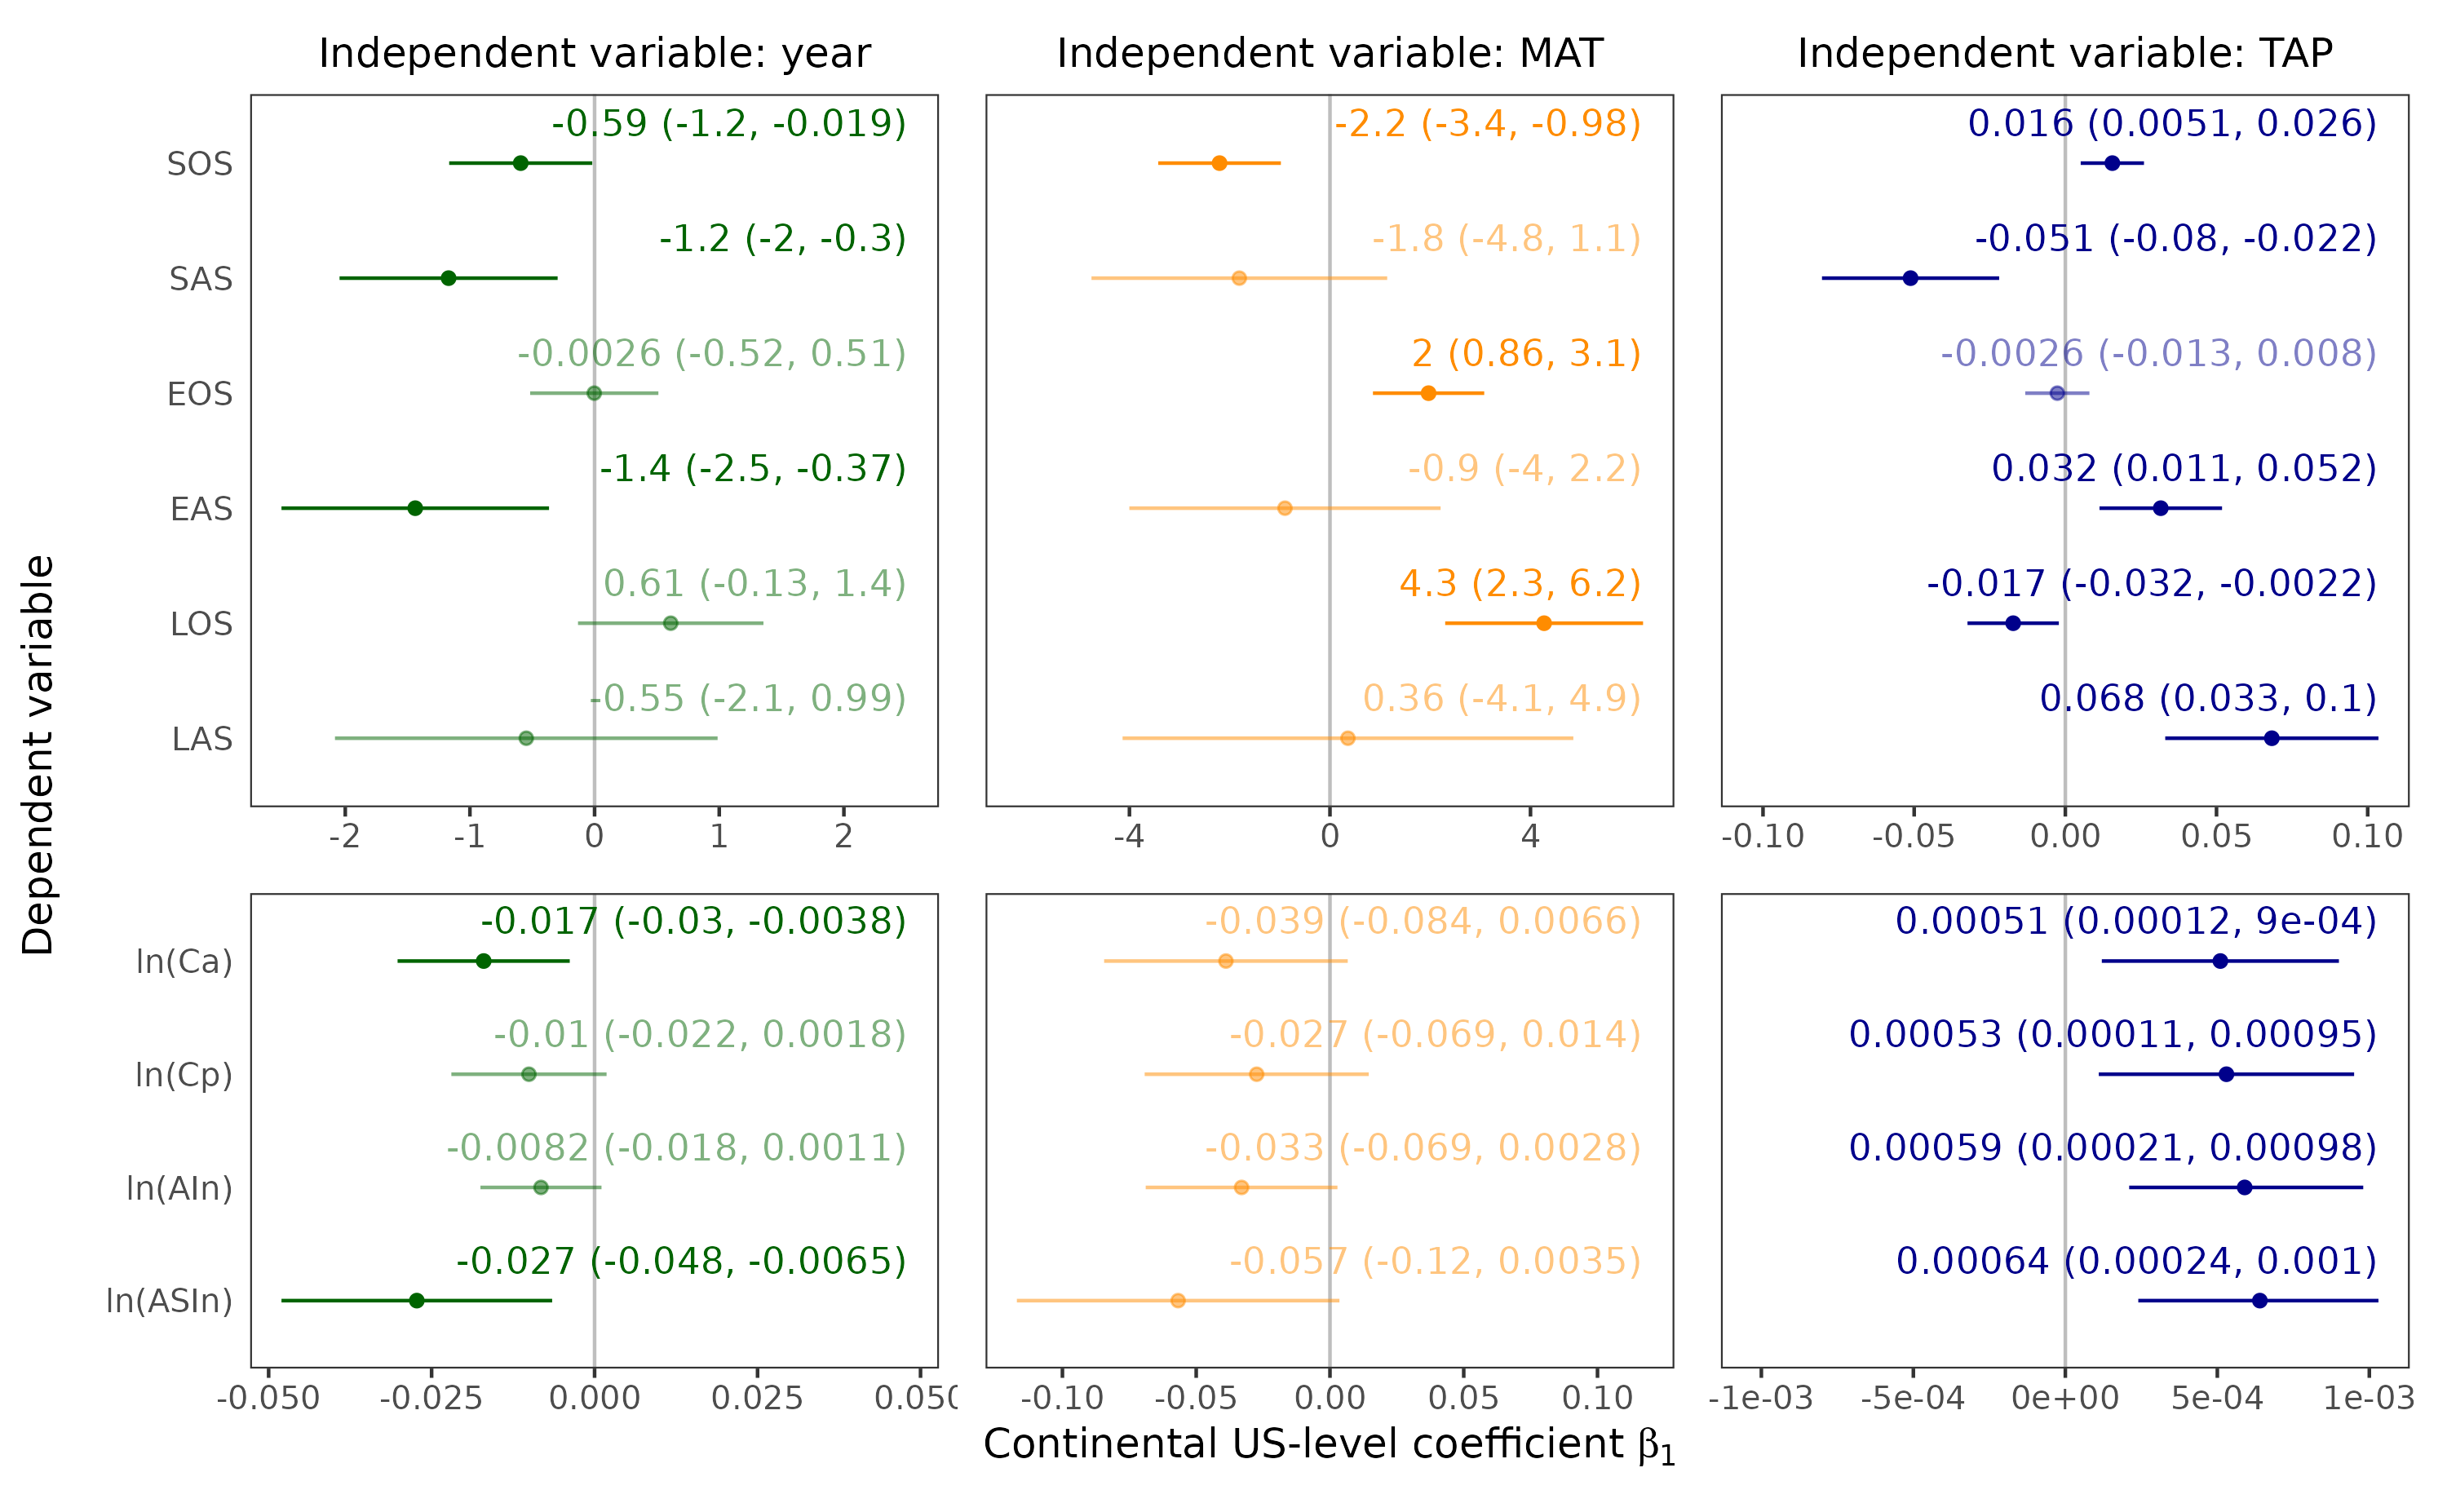 Independent variable: year
Independent variable: MAT
Independent variable: TAP
Dependent variable
SOS
-0.59 (-1.2, -0.019)
-2.2 (-3.4, -0.98)
0.016 (0.0051, 0.026)
SAS
-1.2 (-2, -0.3)
-1.8 (-4.8, 1.1)
-0.051 (-0.08, -0.022)
EOS
-0.0026 (-0.52, 0.51)
2 (0.86, 3.1)
-0.0026 (-0.013, 0.008)
EAS
-1.4 (-2.5, -0.37)
-0.9 (-4, 2.2)
0.032 (0.011, 0.052)
LOS
0.61 (-0.13, 1.4)
4.3 (2.3, 6.2)
-0.017 (-0.032, -0.0022)
LAS
-0.55 (-2.1, 0.99)
0.36 (-4.1, 4.9)
0.068 (0.033, 0.1)
-2 -1 0 1 2
-4 0 4
-0.10 -0.05 0.00 0.05 0.10
ln(Ca)
-0.017 (-0.03, -0.0038)
-0.039 (-0.084, 0.0066)
0.00051 (0.00012, 9e-04)
ln(Cp)
-0.01 (-0.022, 0.0018)
-0.027 (-0.069, 0.014)
0.00053 (0.00011, 0.00095)
ln(AIn)
-0.0082 (-0.018, 0.0011)
-0.033 (-0.069, 0.0028)
0.00059 (0.00021, 0.00098)
ln(ASIn)
-0.027 (-0.048, -0.0065)
-0.057 (-0.12, 0.0035)
0.00064 (0.00024, 0.001)
-0.050 -0.025 0.000 0.025 0.05
-0.10 -0.05 0.00 0.05 0.10
-1e-03 -5e-04 0e+00 5e-04 1e-03
Continental US-level coefficient β₁